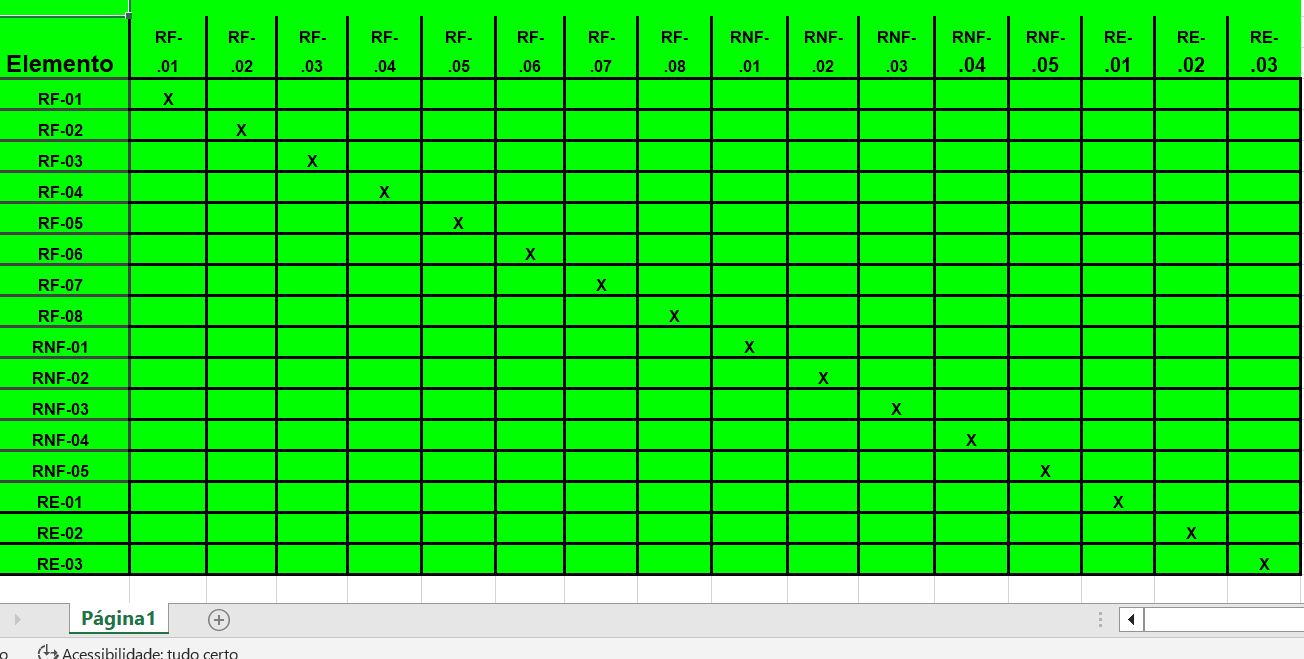 RF- RF- RF- RF- RF- RF- RF- RF- RNF- RNF- RNF- RNF- RNF- RE- RE- RE-
Elemento .01 .02 .03 .04 .05 .06 .07 .08 .01 .02 .03 .04 .05 .01 .02 .03
RF-01 X
RF-02 X
RF-03 X
RF-04 X
RF-05 X
RF-06 X
RF-07 X
RF-08 X
RNF-01 X
RNF-02 X
RNF-03 X
RNF-04 X
RNF-05 X
RE-01 X
RE-02 X
RE-03 X
Página1
Acessibilidade: tudo certo